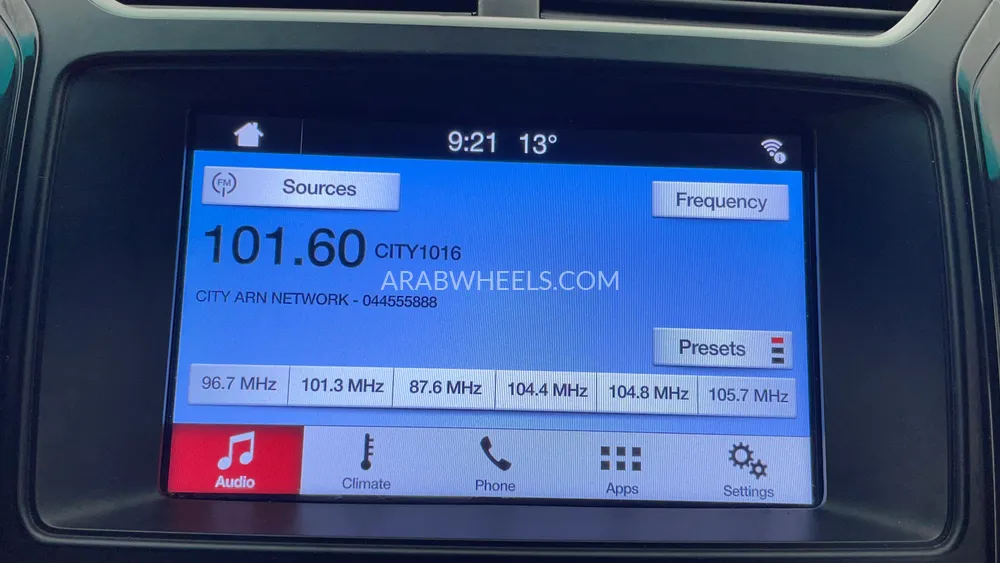 9:21 13°
FM Sources
Frequency
101.60 CITY1016
ARABWHEELS.COM
CITY ARN NETWORK - 044555888
Presets
96.7 MHz 101.3 MHz 87.6 MHz 104.4 MHz 104.8 MHz 105.7 MHz
Audio Climate Phone Apps Settings